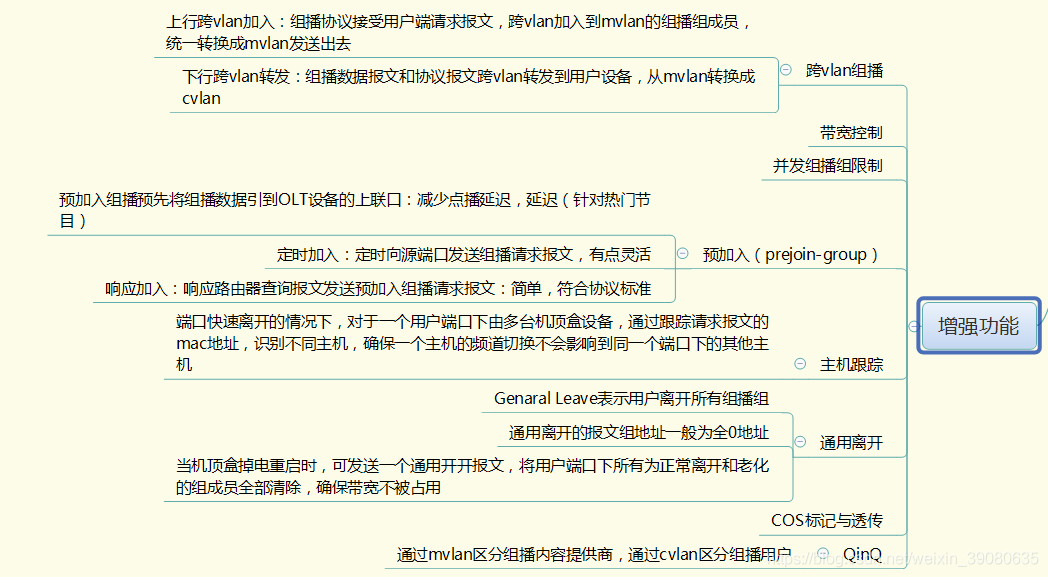 上行跨vlan加入：组播协议接受用户端请求报文，跨vlan加入到mvlan的组播组成员，
统一转换成mvlan发送出去
下行跨vlan转发：组播数据报文和协议报文跨vlan转发到用户设备，从mvlan转换成
cvlan
跨vlan组播
带宽控制
并发组播组限制
预加入组播预先将组播数据引到OLT设备的上联口：减少点播延迟，延迟（针对热门节
目）
定时加入：定时向源端口发送组播请求报文，有点灵活
响应加入：响应路由器查询报文发送预加入组播请求报文：简单，符合协议标准
预加入（prejoin-group）
端口快速离开的情况下，对于一个用户端口下由多台机顶盒设备，通过跟踪请求报文的
mac地址，识别不同主机，确保一个主机的频道切换不会影响到同一个端口下的其他主
机
主机跟踪
Genaral Leave表示用户离开所有组播组
通用离开的报文组地址一般为全0地址
当机顶盒掉电重启时，可发送一个通用开开报文，将用户端口下所有为正常离开和老化
的组成员全部清除，确保带宽不被占用
通用离开
COS标记与透传
通过mvlan区分组播内容提供商，通过cvlan区分组播用户
QinQ
增强功能
https://blog.csdn.net/weixin_39080635